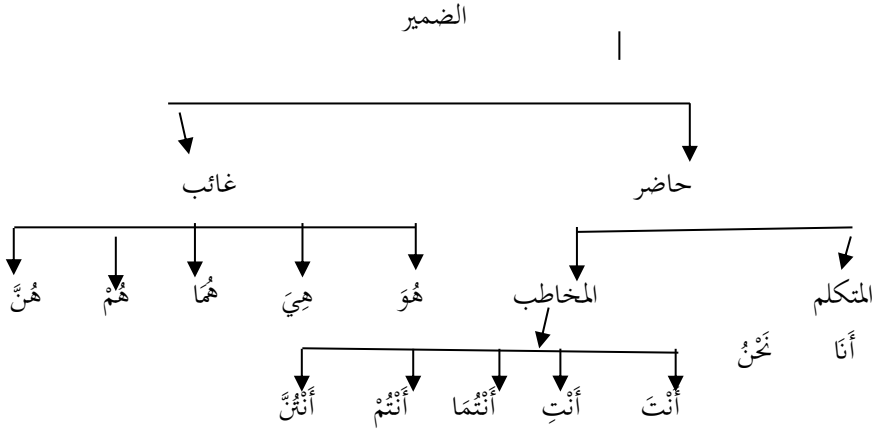 الضمير
حاضر غائب
المتكلم المخاطب هُوَ هِيَ هُمَا هُمْ هُنَّ
أَنَا نَحْنُ
أَنْتَ أَنْتِ أَنْتُمَا أَنْتُمْ أَنْتُنَّ